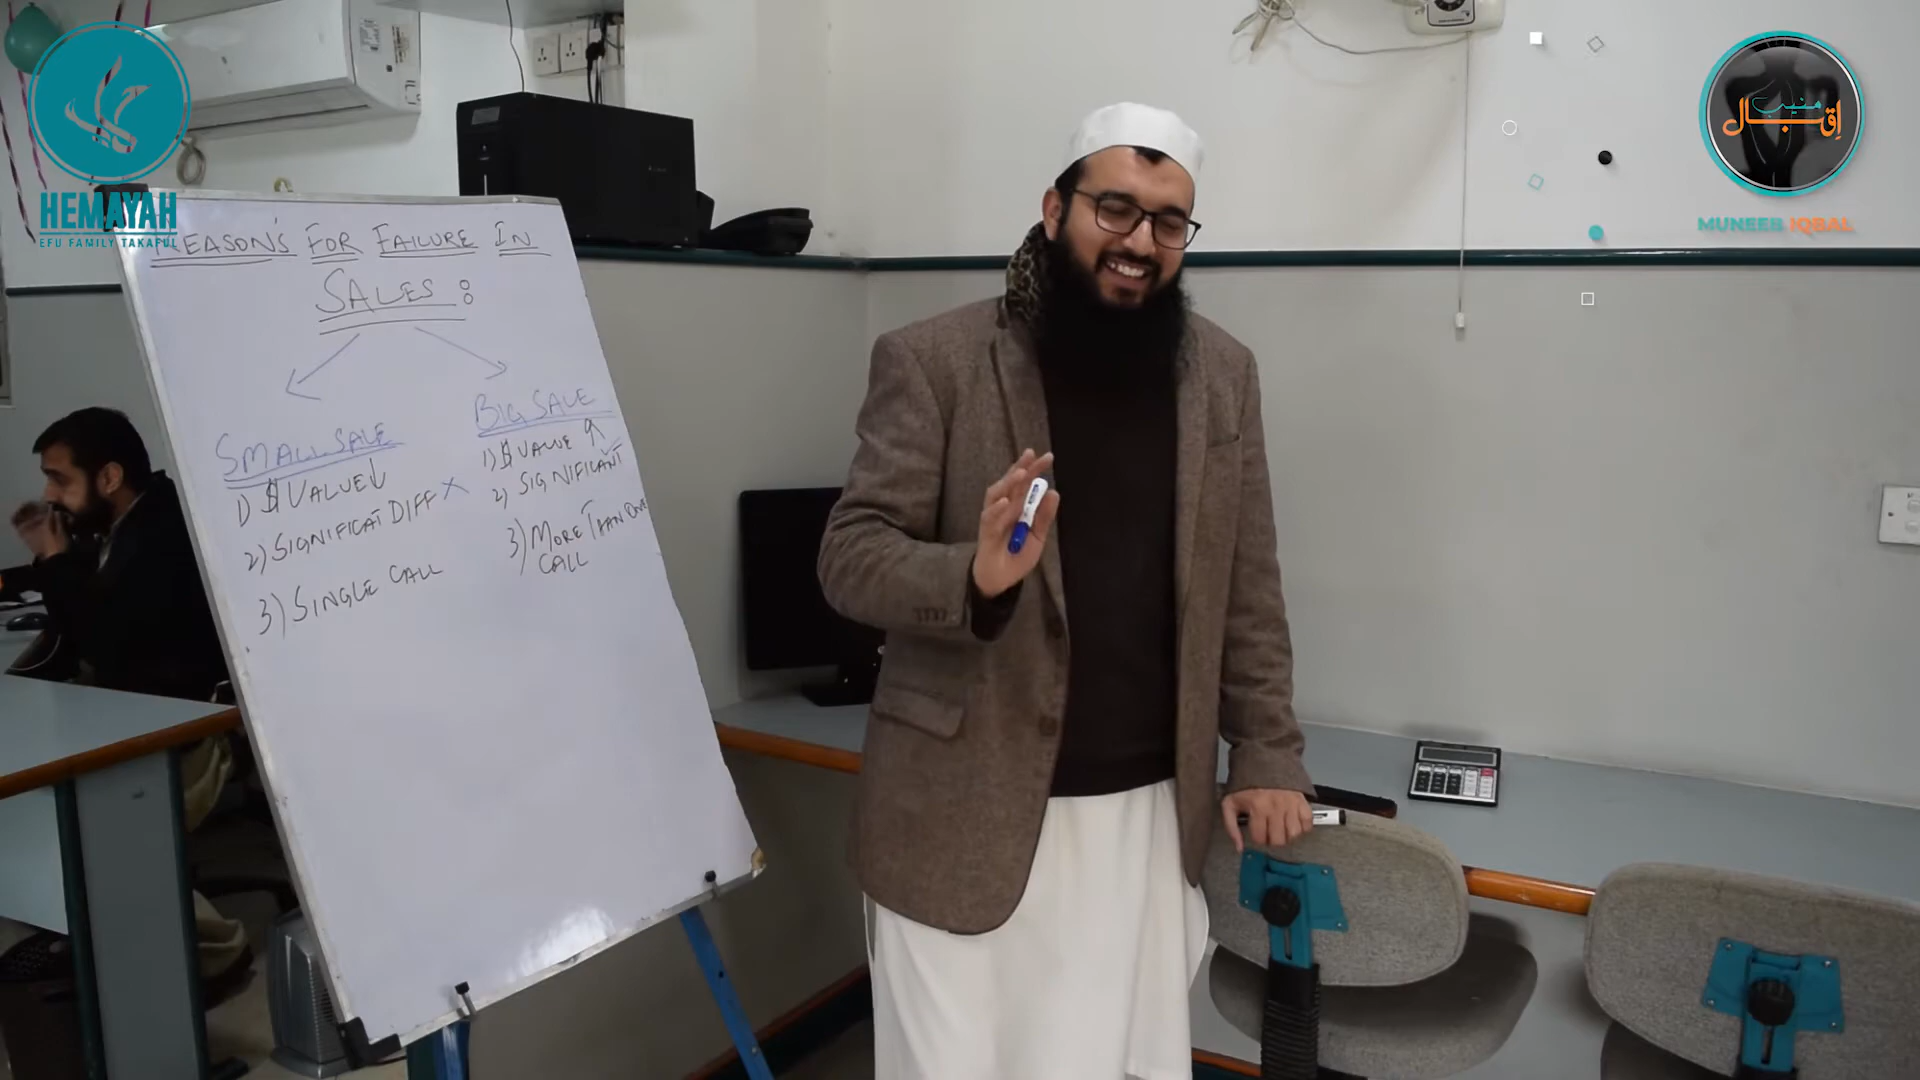 HEMAYAH
EFU FAMILY TAKAFUL
منیب
اِقبال
MUNEEB IQBAL
REASON'S FOR FAILURE IN
SALES :
SMALL SALE
1) $ VALUE ↓
2) SIGNIFICAT DIFF X
3) SINGLE CALL
BIG SALE
1) $ VALUE ↑
2) SIGNIFICANT ✓
3) MORE THAN ONE
CALL